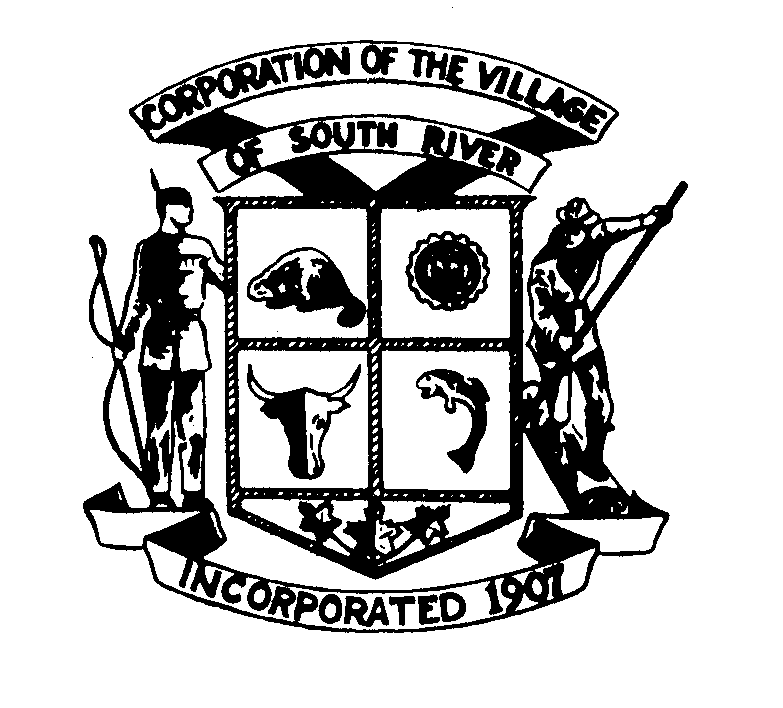 CORPORATION OF THE VILLAGE
OF SOUTH RIVER
INCORPORATED 1907